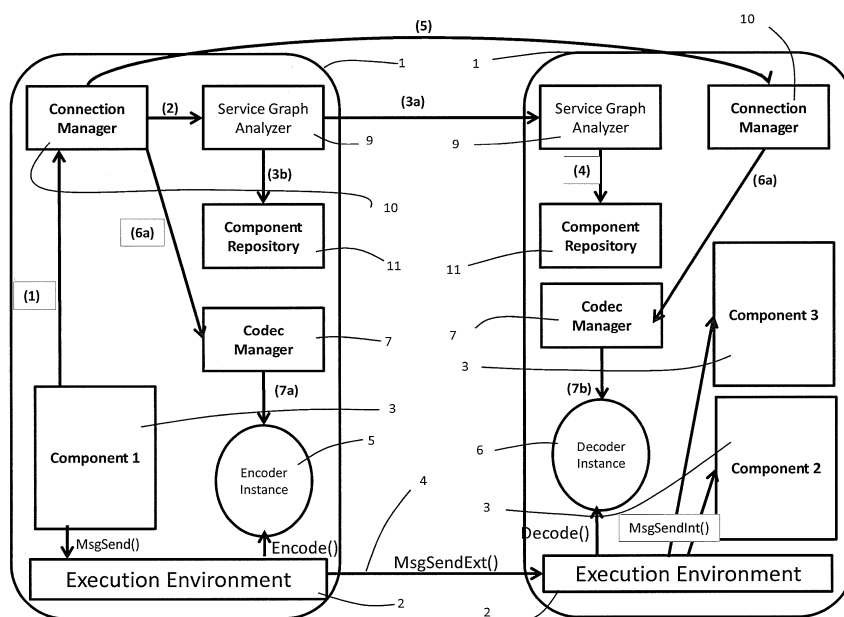 (5)
10
1
1
Connection
Manager
(2)
Service Graph
Analyzer
(3a)
Service Graph
Analyzer
Connection
Manager
9
9
(3b)
(4)
(6a)
10
(6a)
Component
Repository
11
Component
Repository
11
(1)
Codec
Manager
7
Codec
Manager
7
Component 3
3
(7a)
(7b)
3
Component 1
5
Encoder
Instance
6
Decoder
Instance
Component 2
4
3
MsgSend()
Encode()
Decode()
MsgSendInt()
MsgSendExt()
Execution Environment
Execution Environment
2
2